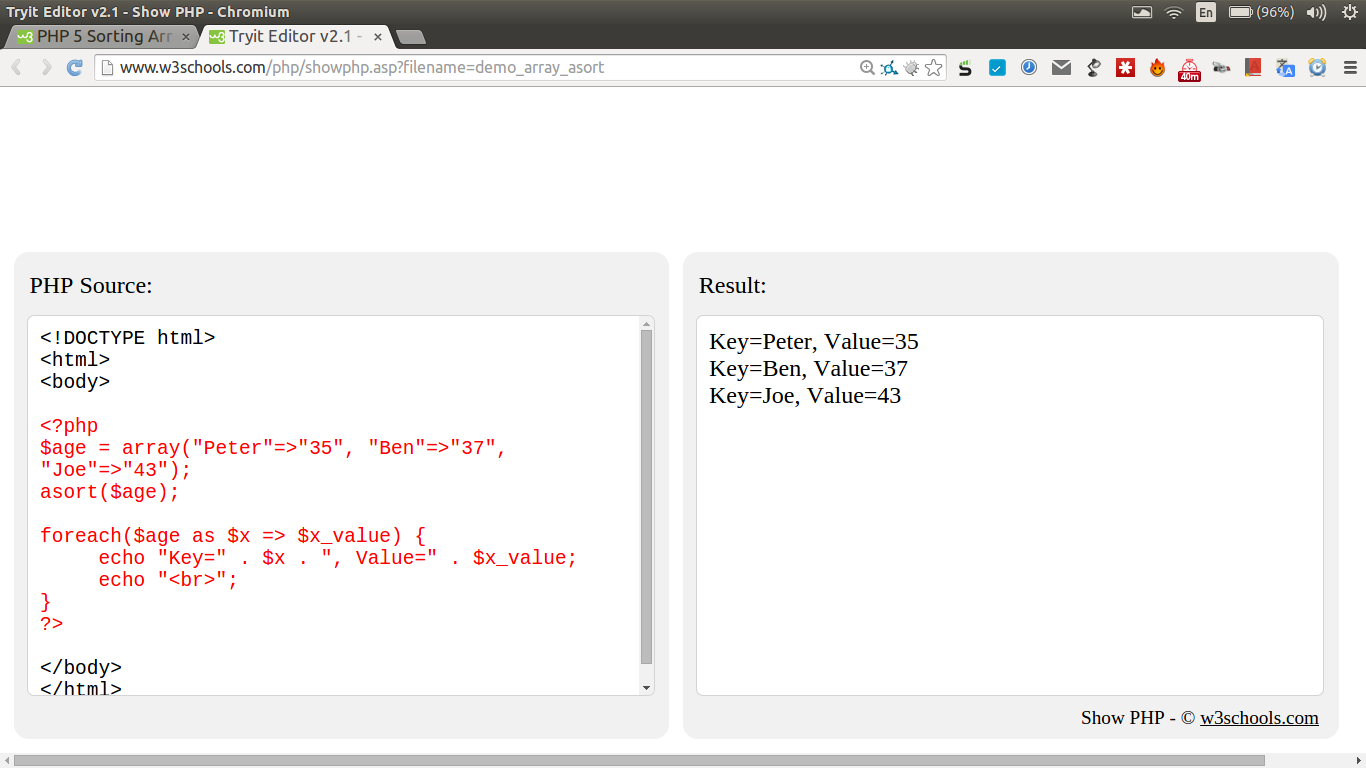 Tryit Editor v2.1 - Show PHP - Chromium
En (96%)
PHP 5 Sorting Arr × Tryit Editor v2.1 - ×
www.w3schools.com/php/showphp.asp?filename=demo_array_asort
40m
PHP Source:
<!DOCTYPE html>
<html>
<body>
<?php
$age = array("Peter"=>"35", "Ben"=>"37",
"Joe"=>"43");
asort($age);
foreach($age as $x => $x_value) {
echo "Key=" . $x . ", Value=" . $x_value;
echo "<br>";
}
?>
</body>
</html>
Result:
Key=Peter, Value=35
Key=Ben, Value=37
Key=Joe, Value=43
Show PHP - © w3schools.com